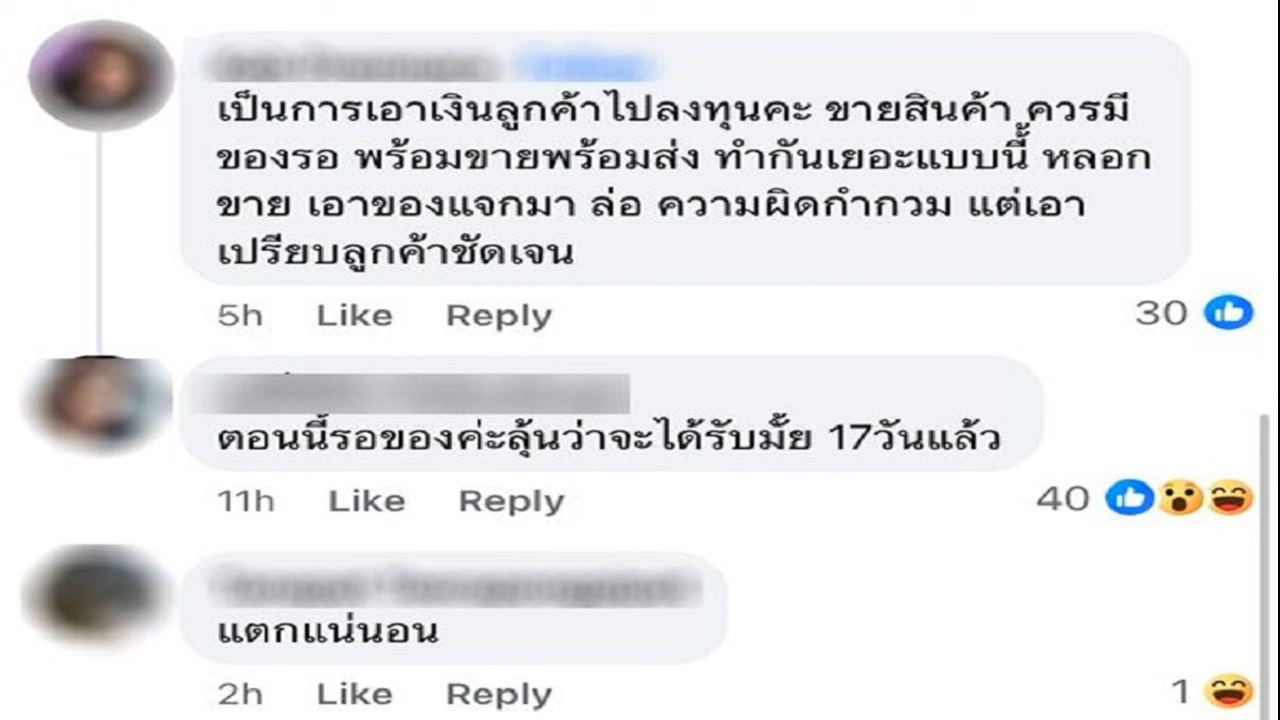 เป็นการเอาเงินลูกค้าไปลงทุนคะ ขายสินค้า ควรมี
ของรอ พร้อมขายพร้อมส่ง ทำกันเยอะแบบนี้ หลอก
ขาย เอาของแจกมา ล่อ ความผิดกำกวม แต่เอา
เปรียบลูกค้าชัดเจน
5h Like Reply 30
ตอนนี้รอของค่ะลุ้นว่าจะได้รับมั้ย 17วันแล้ว
11h Like Reply 40
แตกแน่นอน
2h Like Reply 1